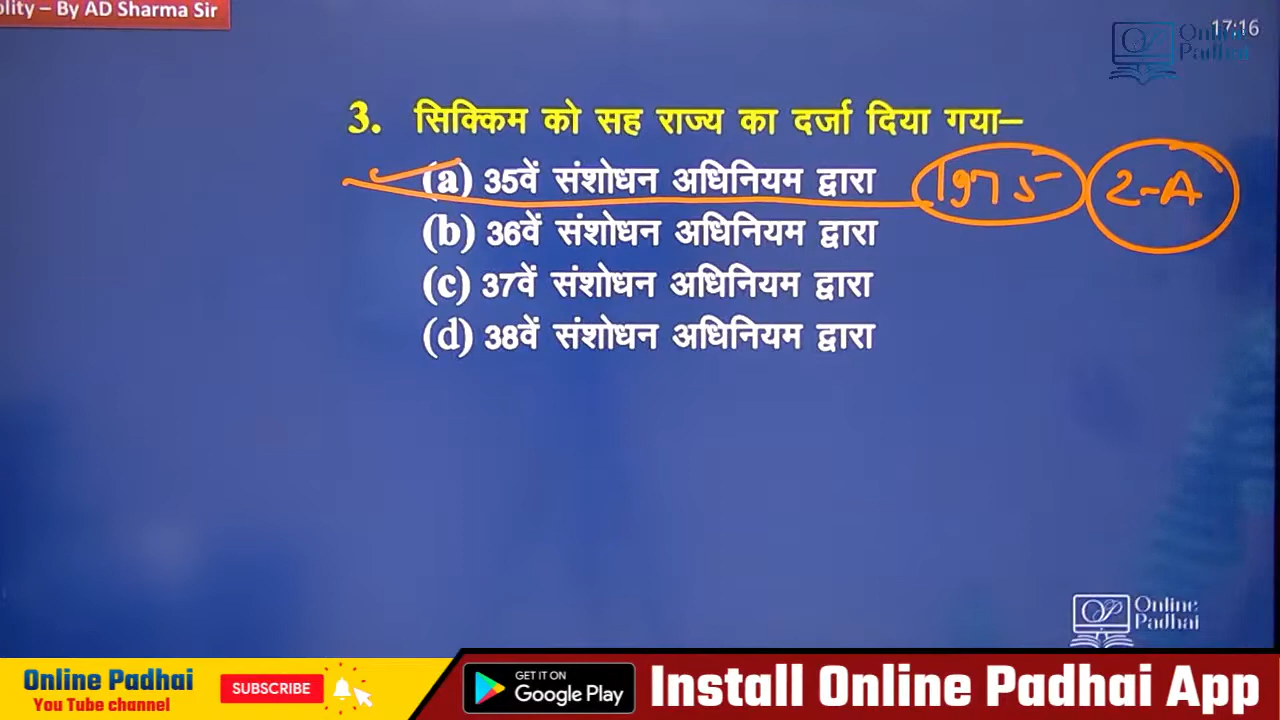 olity – By AD Sharma Sir
17:16
Online
Padhai
3. सिक्किम को सह राज्य का दर्जा दिया गया–
(a) 35वें संशोधन अधिनियम द्वारा 1975 2-A
(b) 36वें संशोधन अधिनियम द्वारा
(c) 37वें संशोधन अधिनियम द्वारा
(d) 38वें संशोधन अधिनियम द्वारा
Online
Padhai
Online Padhai
You Tube channel
SUBSCRIBE
GET IT ON
Google Play
Install Online Padhai App